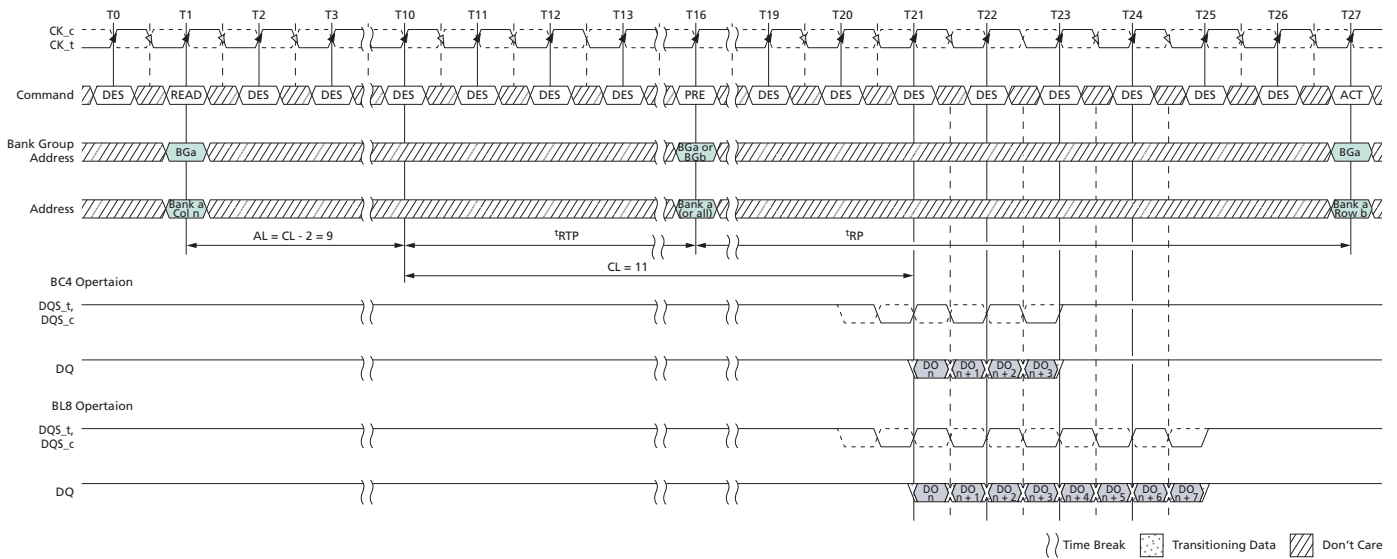 T0 T1 T2 T3 T10 T11 T12 T13 T16 T19 T20 T21 T22 T23 T24 T25 T26 T27
CK_c
CK_t
Command DES READ DES DES DES DES DES DES PRE DES DES DES DES DES DES DES DES ACT
Bank Group
Address
BGa
BGa or
BGb
BGa
Address
Bank a
Col n
Bank a
(or all)
Bank a
Row b
AL = CL - 2 = 9
tRTP
tRP
CL = 11
BC4 Opertaion
DQS_t,
DQS_c
DQ
DO
n
DO
n + 1
DO
n + 2
DO
n + 3
BL8 Opertaion
DQS_t,
DQS_c
DQ
DO
n
DO
n + 1
DO
n + 2
DO
n + 3
DO
n + 4
DO
n + 5
DO
n + 6
DO
n + 7
Time Break Transitioning Data Don't Care